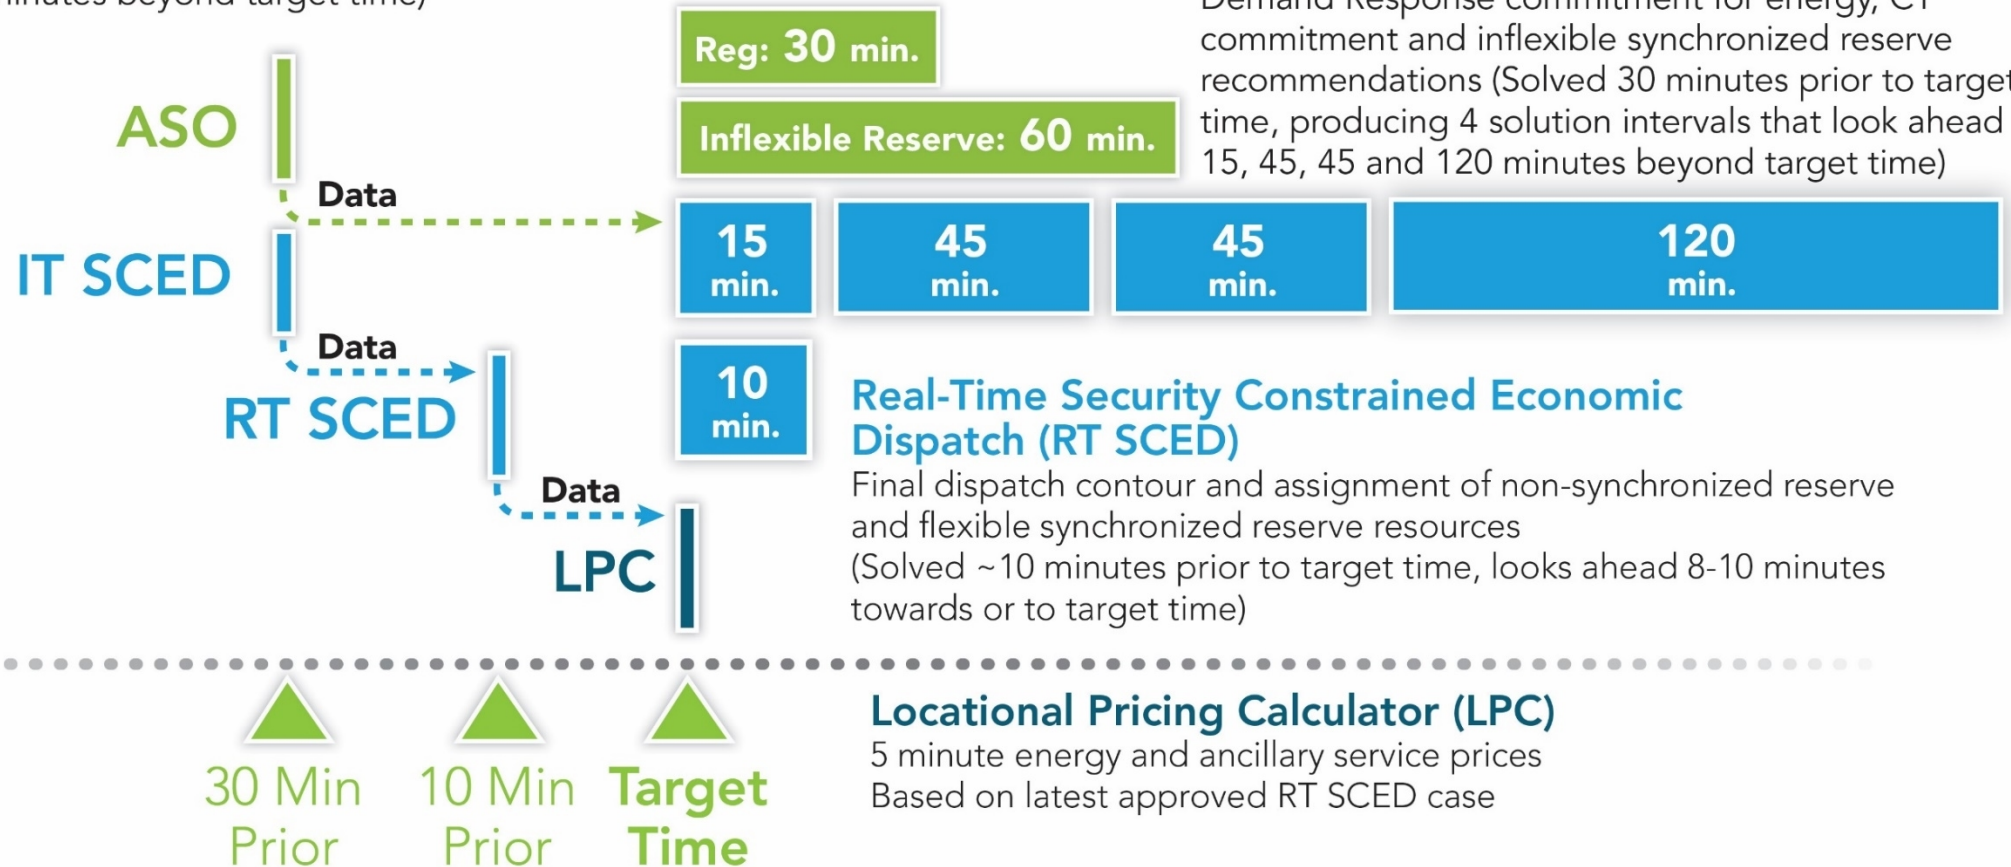 minutes beyond target time)
Demand Response commitment for energy, CT
commitment and inflexible synchronized reserve
recommendations (Solved 30 minutes prior to target
time, producing 4 solution intervals that look ahead
15, 45, 45 and 120 minutes beyond target time)
Reg: 30 min.
Inflexible Reserve: 60 min.
ASO
Data
IT SCED
15
min.
45
min.
45
min.
120
min.
Data
RT SCED
10
min.
Real-Time Security Constrained Economic
Dispatch (RT SCED)
Final dispatch contour and assignment of non-synchronized reserve
and flexible synchronized reserve resources
(Solved ~10 minutes prior to target time, looks ahead 8-10 minutes
towards or to target time)
Data
LPC
30 Min
Prior
10 Min
Prior
Target
Time
Locational Pricing Calculator (LPC)
5 minute energy and ancillary service prices
Based on latest approved RT SCED case